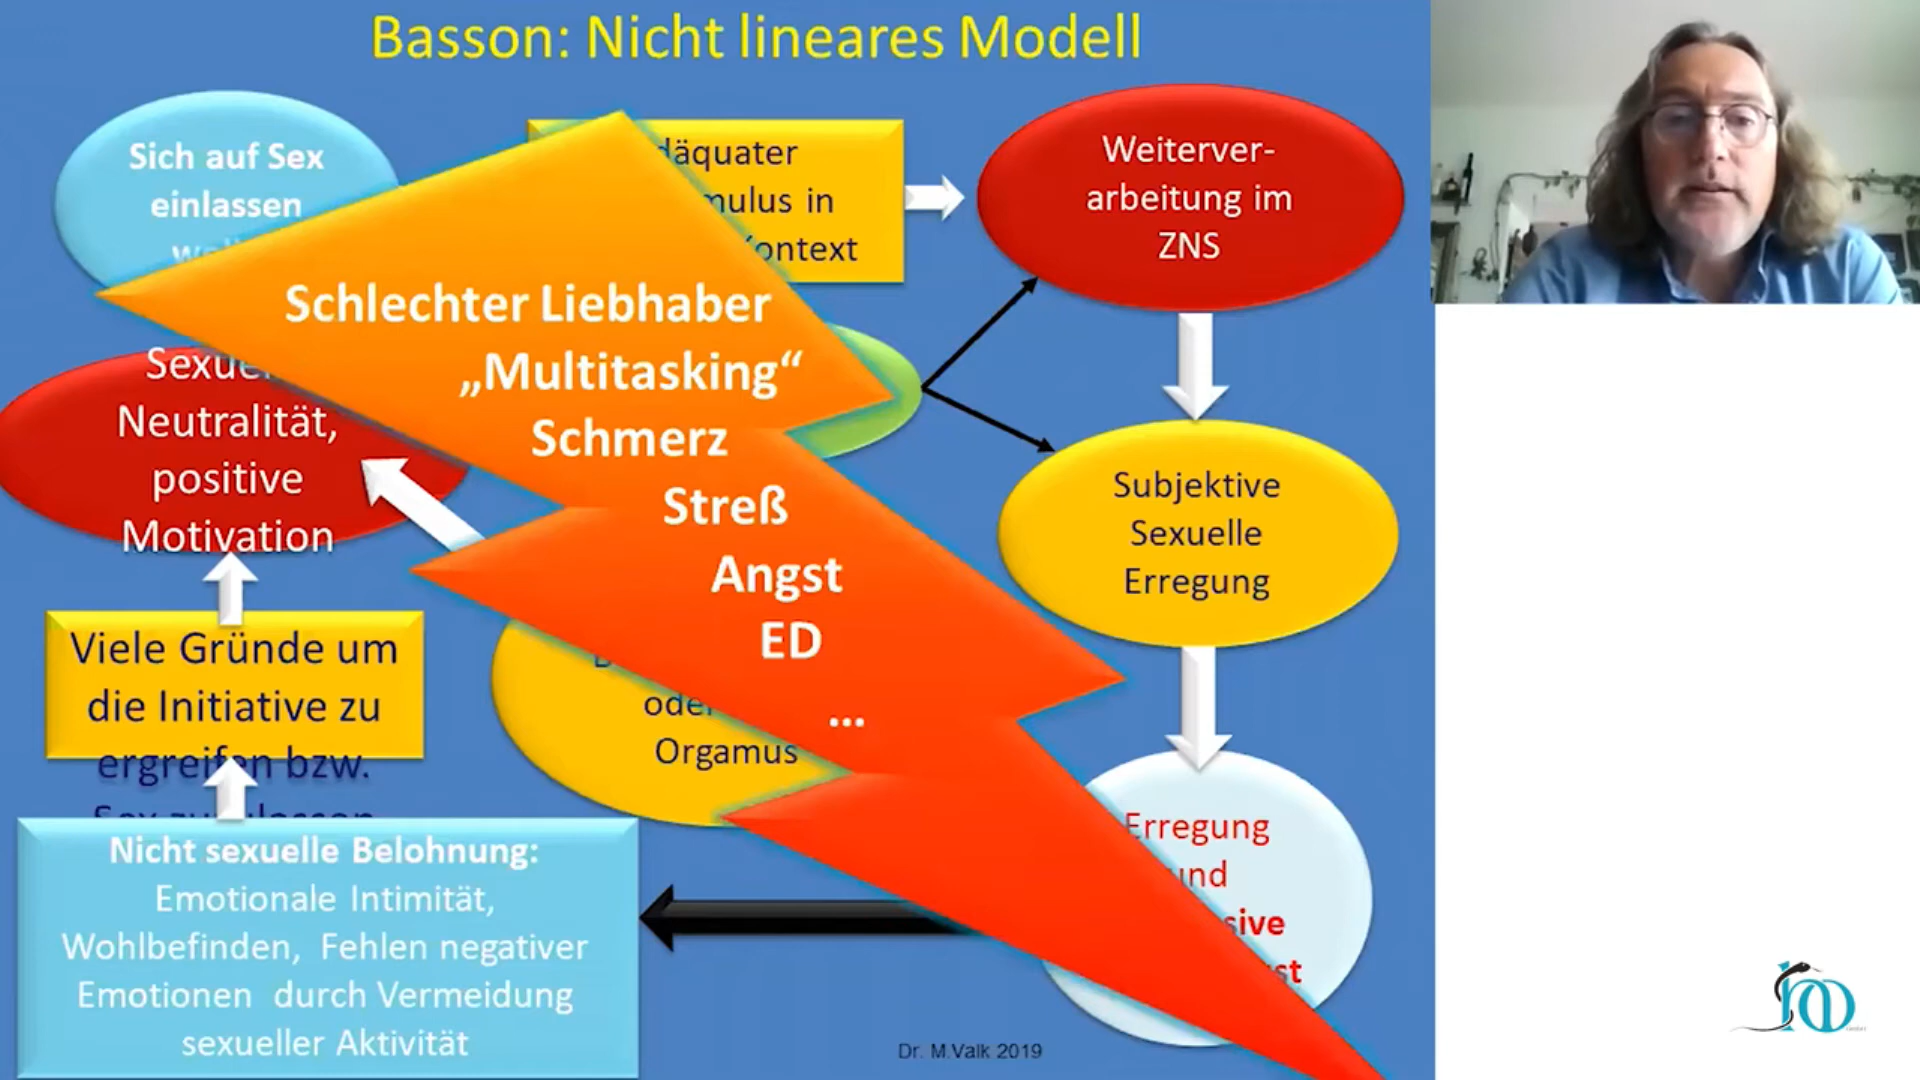 Basson: Nicht lineares Modell
Sich auf Sex
einlassen
däquater
mulus in
ontext
Weiterver-
arbeitung im
ZNS
Schlechter Liebhaber
„Multitasking“
Schmerz
Streß
Angst
ED
...
Sexue
Neutralität,
positive
Motivation
Subjektive
Sexuelle
Erregung
Viele Gründe um
die Initiative zu
ergreifen bzw.
oder
Orgamus
Erregung
und
sive
st
Nicht sexuelle Belohnung:
Emotionale Intimität,
Wohlbefinden, Fehlen negativer
Emotionen durch Vermeidung
sexueller Aktivität
Dr. M.Valk 2019